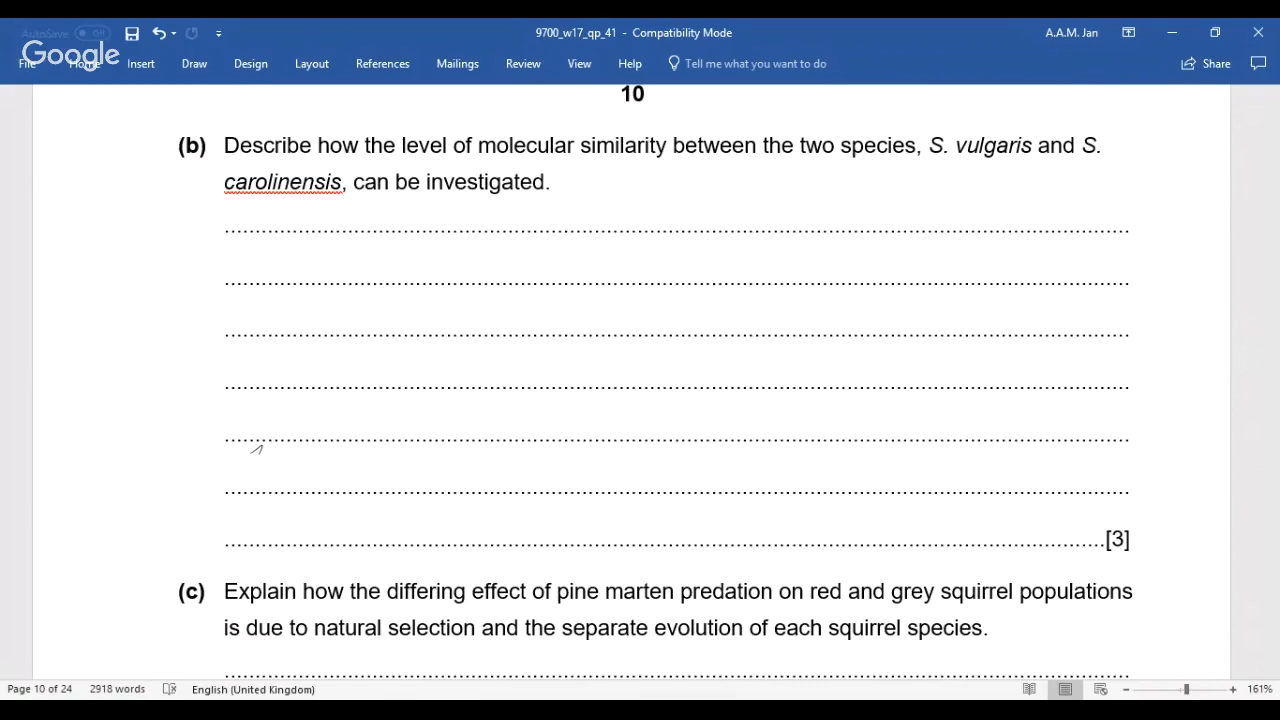 AutoSave Off 9700_w17_qp_41 - Compatibility Mode A.A.M. Jan
Google
File Home Insert Draw Design Layout References Mailings Review View Help Tell me what you want to do Share
10
(b) Describe how the level of molecular similarity between the two species, S. vulgaris and S.
carolinensis, can be investigated.
..........................................................................................
..........................................................................................
..........................................................................................
..........................................................................................
..........................................................................................
..........................................................................................
..........................................................................................[3]
(c) Explain how the differing effect of pine marten predation on red and grey squirrel populations
is due to natural selection and the separate evolution of each squirrel species.
..........................................................................................
Page 10 of 24 2918 words English (United Kingdom) 161%